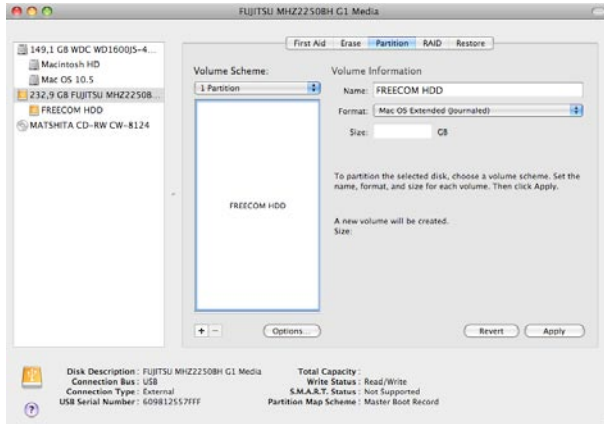 FUJITSU MHZ2250BH G1 Media
149,1 GB WDC WD1600JS-4...
Macintosh HD
Mac OS 10.5
232,9 GB FUJITSU MHZ2250B...
FREECOM HDD
MATSHITA CD-RW CW-8124
First Aid Erase Partition RAID Restore
Volume Scheme:
1 Partition
FREECOM HDD
+ -
Options...
Volume Information
Name: FREECOM HDD
Format: Mac OS Extended (Journaled)
Size: GB
To partition the selected disk, choose a volume scheme. Set the
name, format, and size for each volume. Then click Apply.
A new volume will be created.
Size:
Revert Apply
Disk Description : FUJITSU MHZ2250BH G1 Media
Connection Bus : USB
Connection Type : External
USB Serial Number : 609812557FFF
Total Capacity :
Write Status : Read/Write
S.M.A.R.T. Status : Not Supported
Partition Map Scheme : Master Boot Record
?